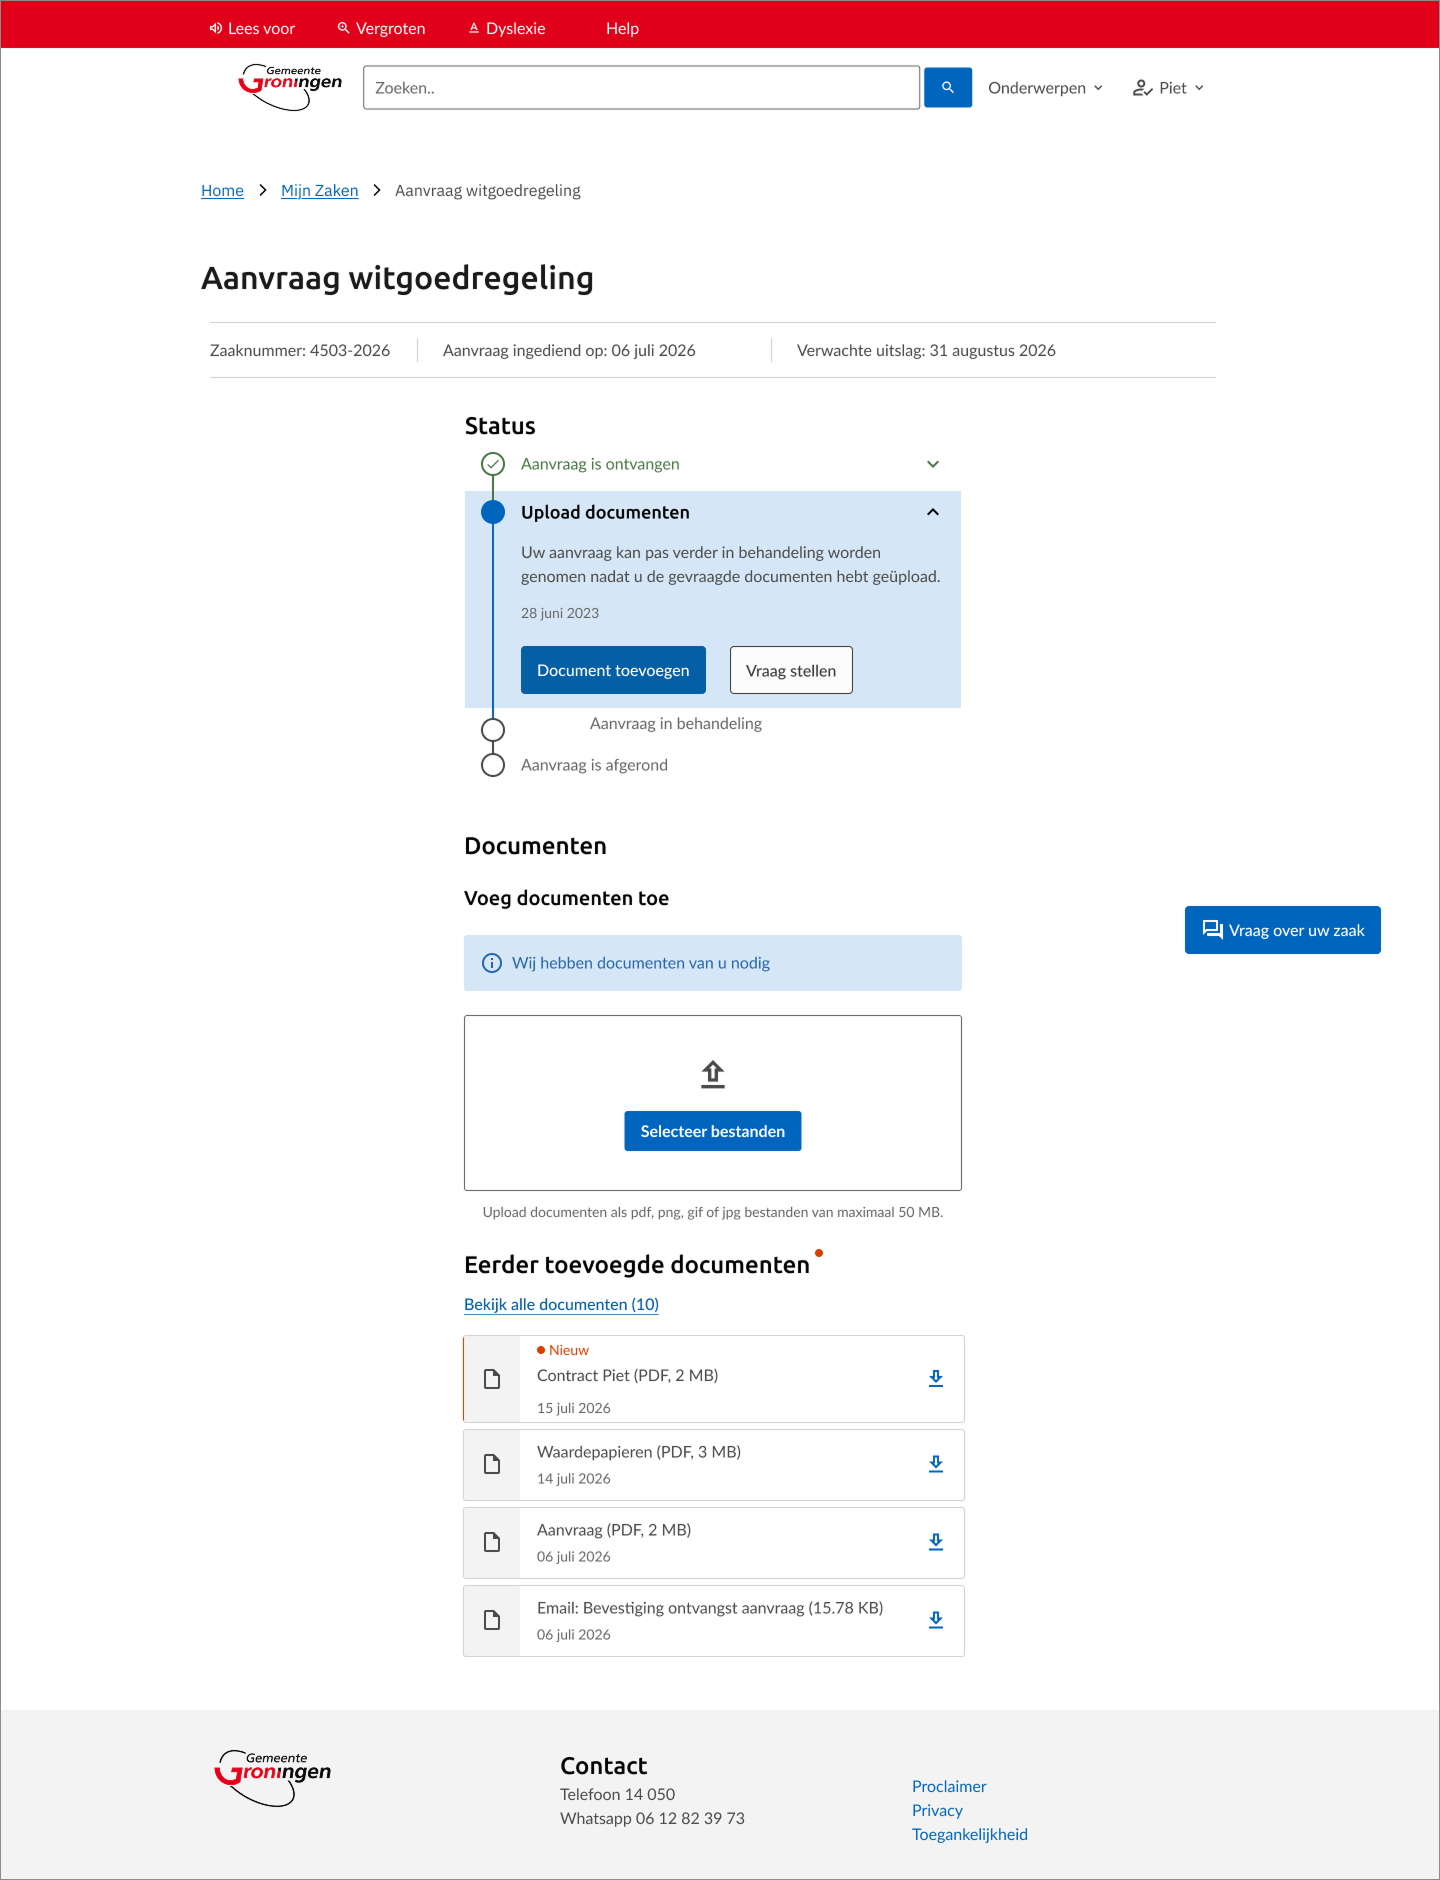 Lees voor
Vergroten
Dyslexie
Help
Gemeente
Groningen
Zoeken..
Onderwerpen
Piet
Home
Mijn Zaken
Aanvraag witgoedregeling
Aanvraag witgoedregeling
Zaaknummer: 4503-2026
Aanvraag ingediend op: 06 juli 2026
Verwachte uitslag: 31 augustus 2026
Status
Aanvraag is ontvangen
Upload documenten
Uw aanvraag kan pas verder in behandeling worden
genomen nadat u de gevraagde documenten hebt geüpload.
28 juni 2023
Document toevoegen
Vraag stellen
Aanvraag in behandeling
Aanvraag is afgerond
Documenten
Voeg documenten toe
Vraag over uw zaak
Wij hebben documenten van u nodig
Selecteer bestanden
Upload documenten als pdf, png, gif of jpg bestanden van maximaal 50 MB.
Eerder toevoegde documenten
Bekijk alle documenten (10)
Nieuw
Contract Piet (PDF, 2 MB)
15 juli 2026
Waardepapieren (PDF, 3 MB)
14 juli 2026
Aanvraag (PDF, 2 MB)
06 juli 2026
Email: Bevestiging ontvangst aanvraag (15.78 KB)
06 juli 2026
Gemeente
Groningen
Contact
Telefoon 14 050
Whatsapp 06 12 82 39 73
Proclaimer
Privacy
Toegankelijkheid